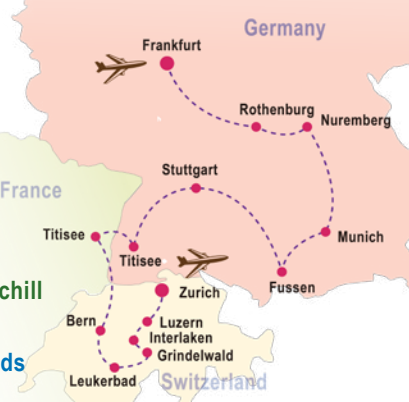 Germany
Frankfurt
Rothenburg
Nuremberg
Stuttgart
France
Titisee
Titisee
Munich
chill
Zurich
Fussen
Bern
Luzern
Interlaken
Grindelwald
ds
Leukerbad
Switzerland